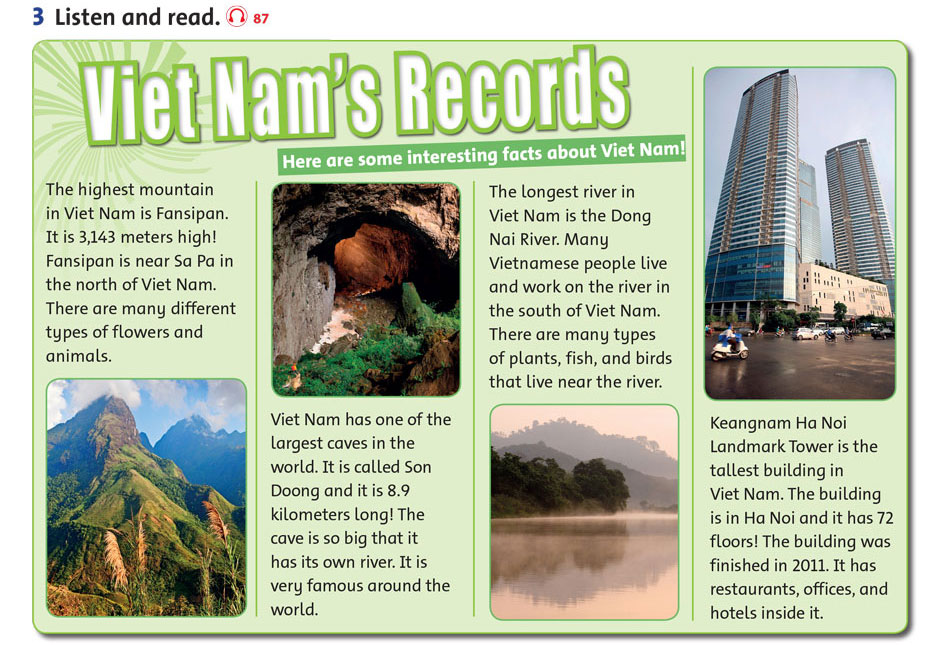 3 Listen and read. 87
Viet Nam's Records
Here are some interesting facts about Viet Nam!
The highest mountain
in Viet Nam is Fansipan.
It is 3,143 meters high!
Fansipan is near Sa Pa in
the north of Viet Nam.
There are many different
types of flowers and
animals.
Viet Nam has one of the
largest caves in the
world. It is called Son
Doong and it is 8.9
kilometers long! The
cave is so big that it
has its own river. It is
very famous around the
world.
The longest river in
Viet Nam is the Dong
Nai River. Many
Vietnamese people live
and work on the river in
the south of Viet Nam.
There are many types
of plants, fish, and birds
that live near the river.
Keangnam Ha Noi
Landmark Tower is the
tallest building in
Viet Nam. The building
is in Ha Noi and it has 72
floors! The building was
finished in 2011. It has
restaurants, offices, and
hotels inside it.